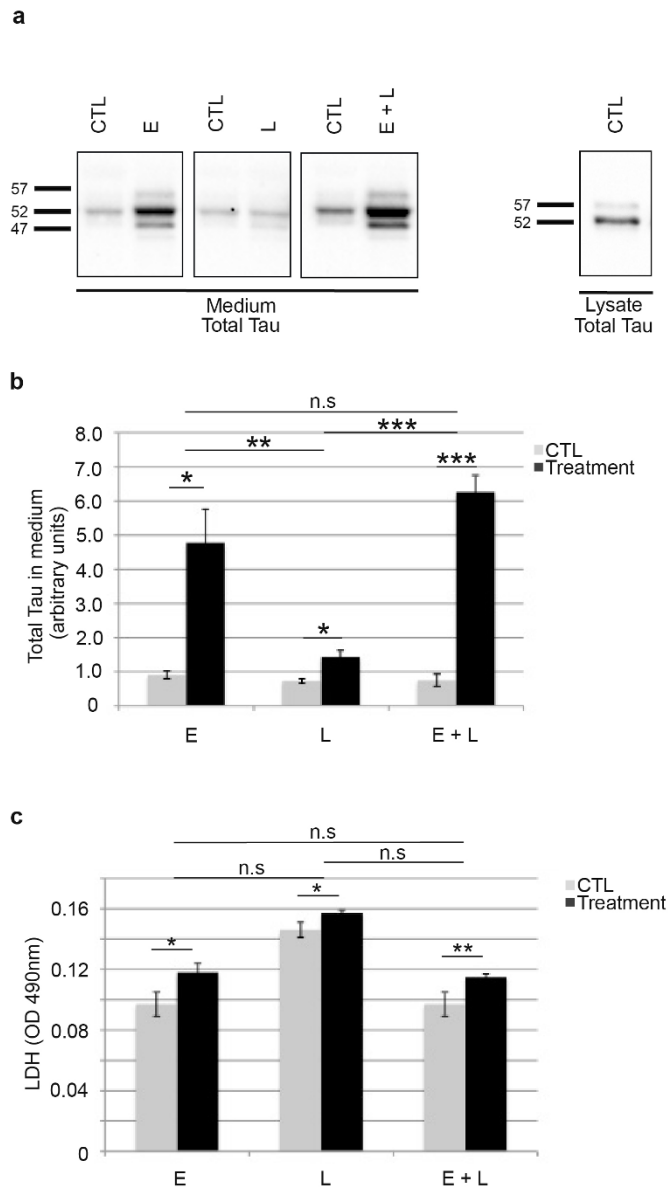 a
CTL
E
CTL
L
CTL
E + L
CTL
57
52
47
57
52
Medium
Total Tau
Lysate
Total Tau
b
n.s
**
***
CTL
Treatment
*
*
***
8.0
7.0
6.0
5.0
4.0
3.0
2.0
1.0
0
Total Tau in medium
(arbitrary units)
E
L
E + L
c
n.s
n.s
n.s
CTL
Treatment
*
*
**
0.16
0.12
0.08
0.04
0
LDH (OD 490nm)
E
L
E + L